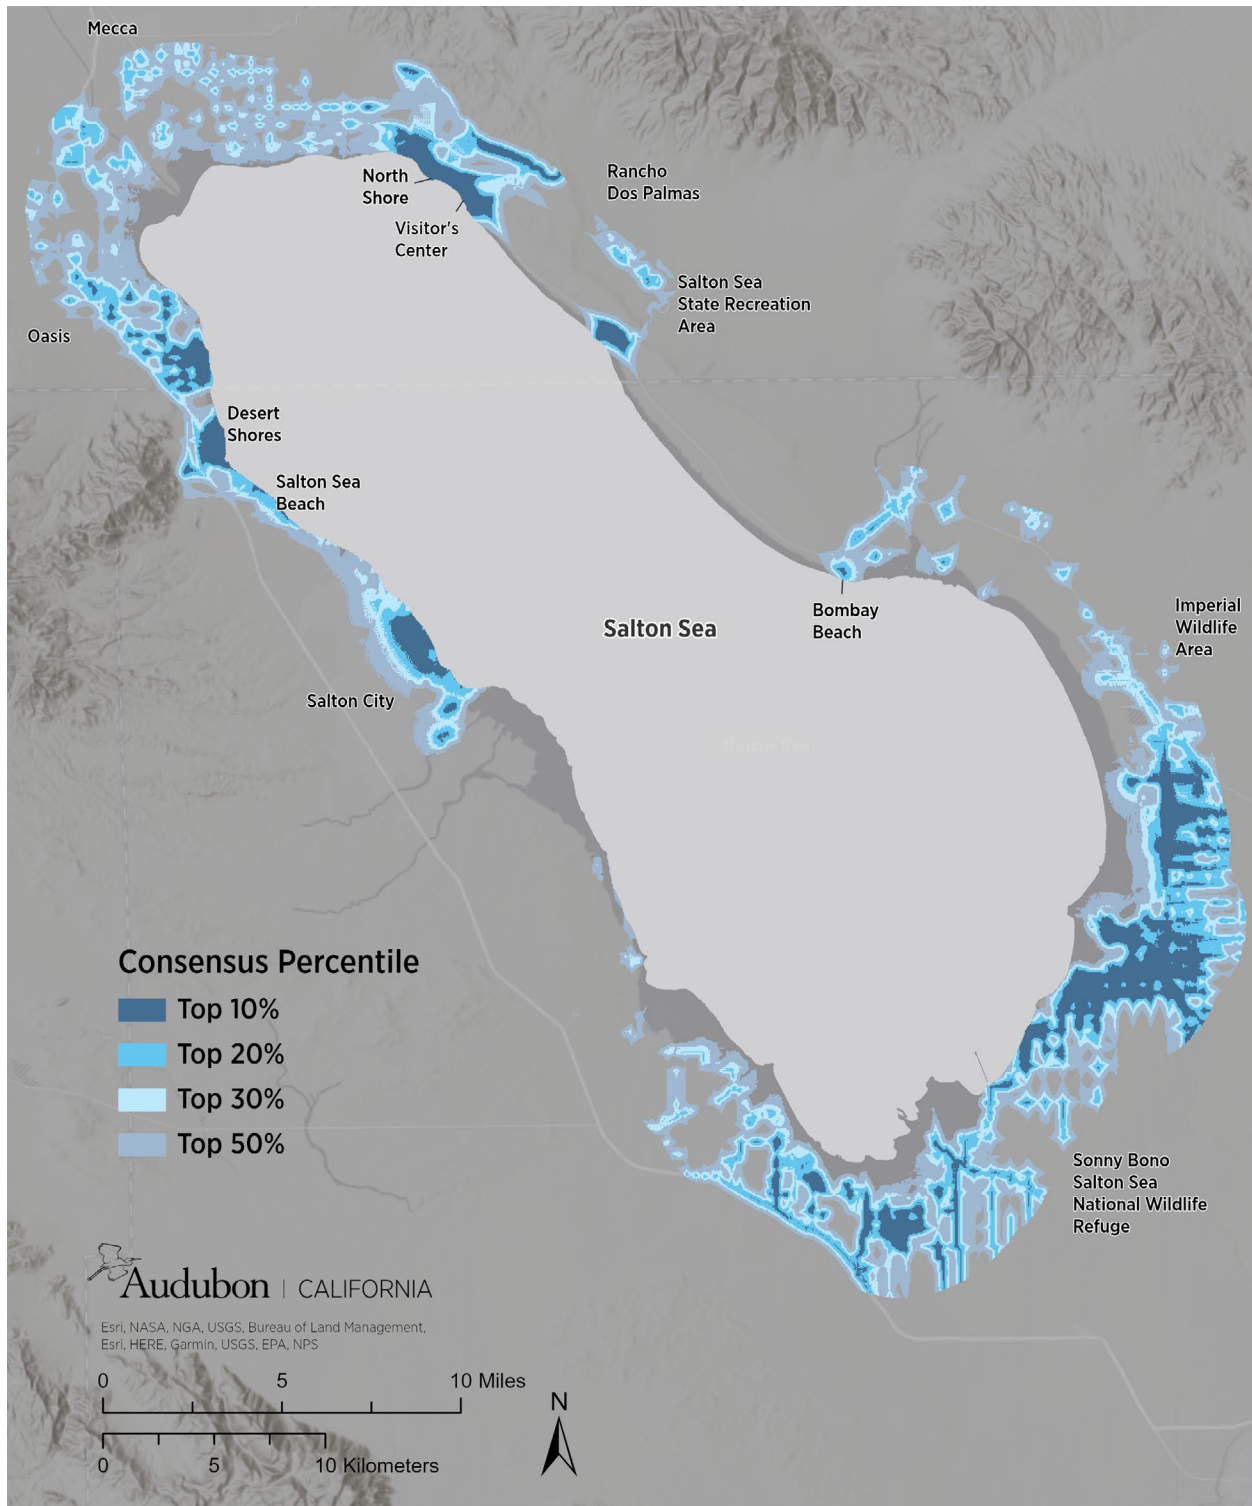 Mecca
North
Shore
Visitor's
Center
Rancho
Dos Palmas
Salton Sea
State Recreation
Area
Oasis
Desert
Shores
Salton Sea
Beach
Salton Sea
Bombay
Beach
Imperial
Wildlife
Area
Salton City
Salton Sea
Consensus Percentile
Top 10%
Top 20%
Top 30%
Top 50%
Sonny Bono
Salton Sea
National Wildlife
Refuge
Audubon | CALIFORNIA
Esri, NASA, NGA, USGS, Bureau of Land Management,
Esri, HERE, Garmin, USGS, EPA, NPS
0 5 10 Miles
N
0 5 10 Kilometers